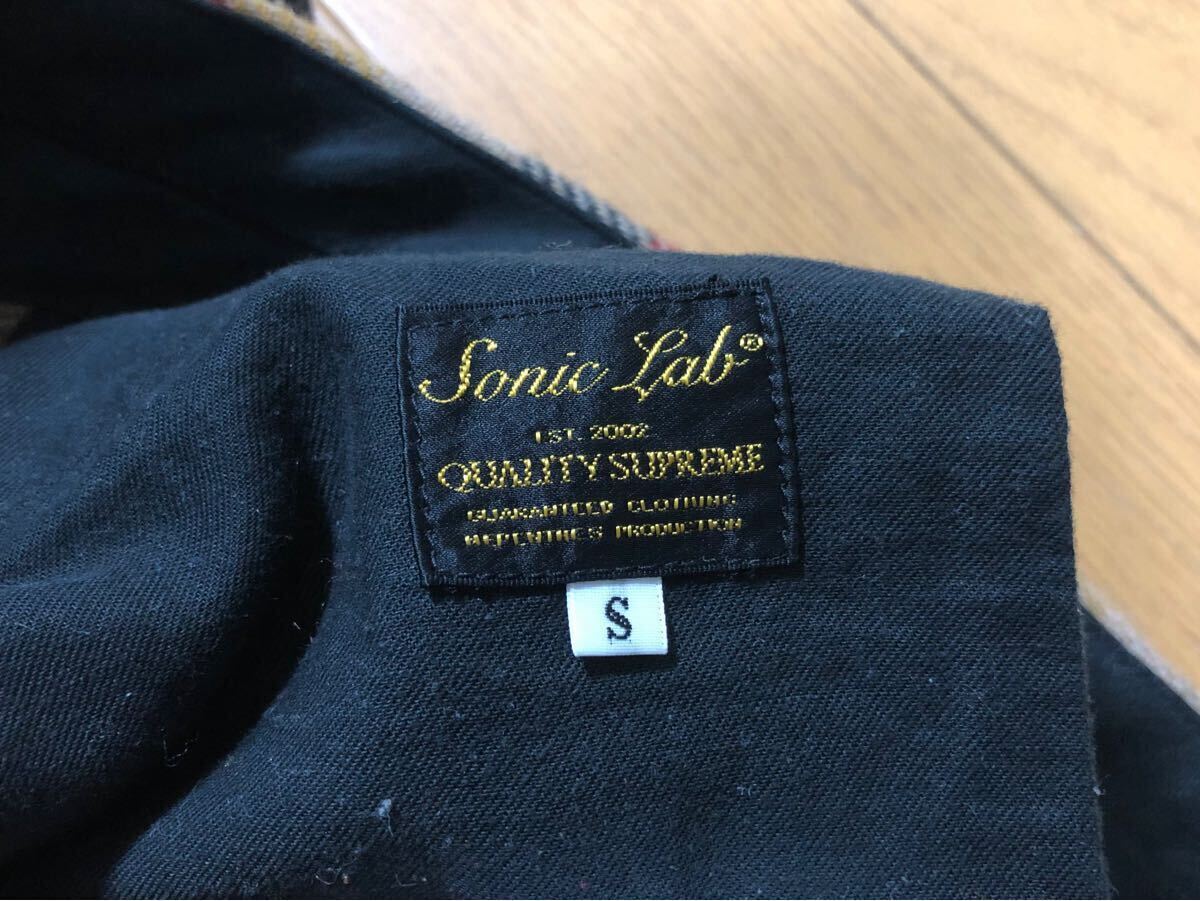 Sonic Lab®
EST. 2002
QUALITY SUPREME
GUARANTEED CLOTHING
NEPENTHES PRODUCTION
S